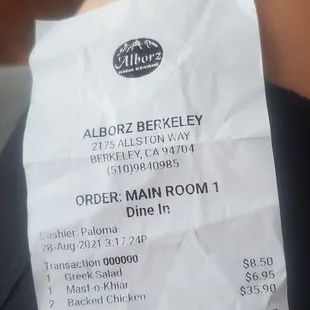 Alborz
ALBORZ BERKELEY
2175 ALLSTON WAY
BERKELEY, CA 94704
(510)9840985
ORDER: MAIN ROOM 1
Dine In
Cashier: Paloma
28-Aug-2021 3:17:24P
Transaction 000000
1 Greek Salad $8.50
1 Mast-o-Khiar $6.95
2 Backed Chicken $35.90